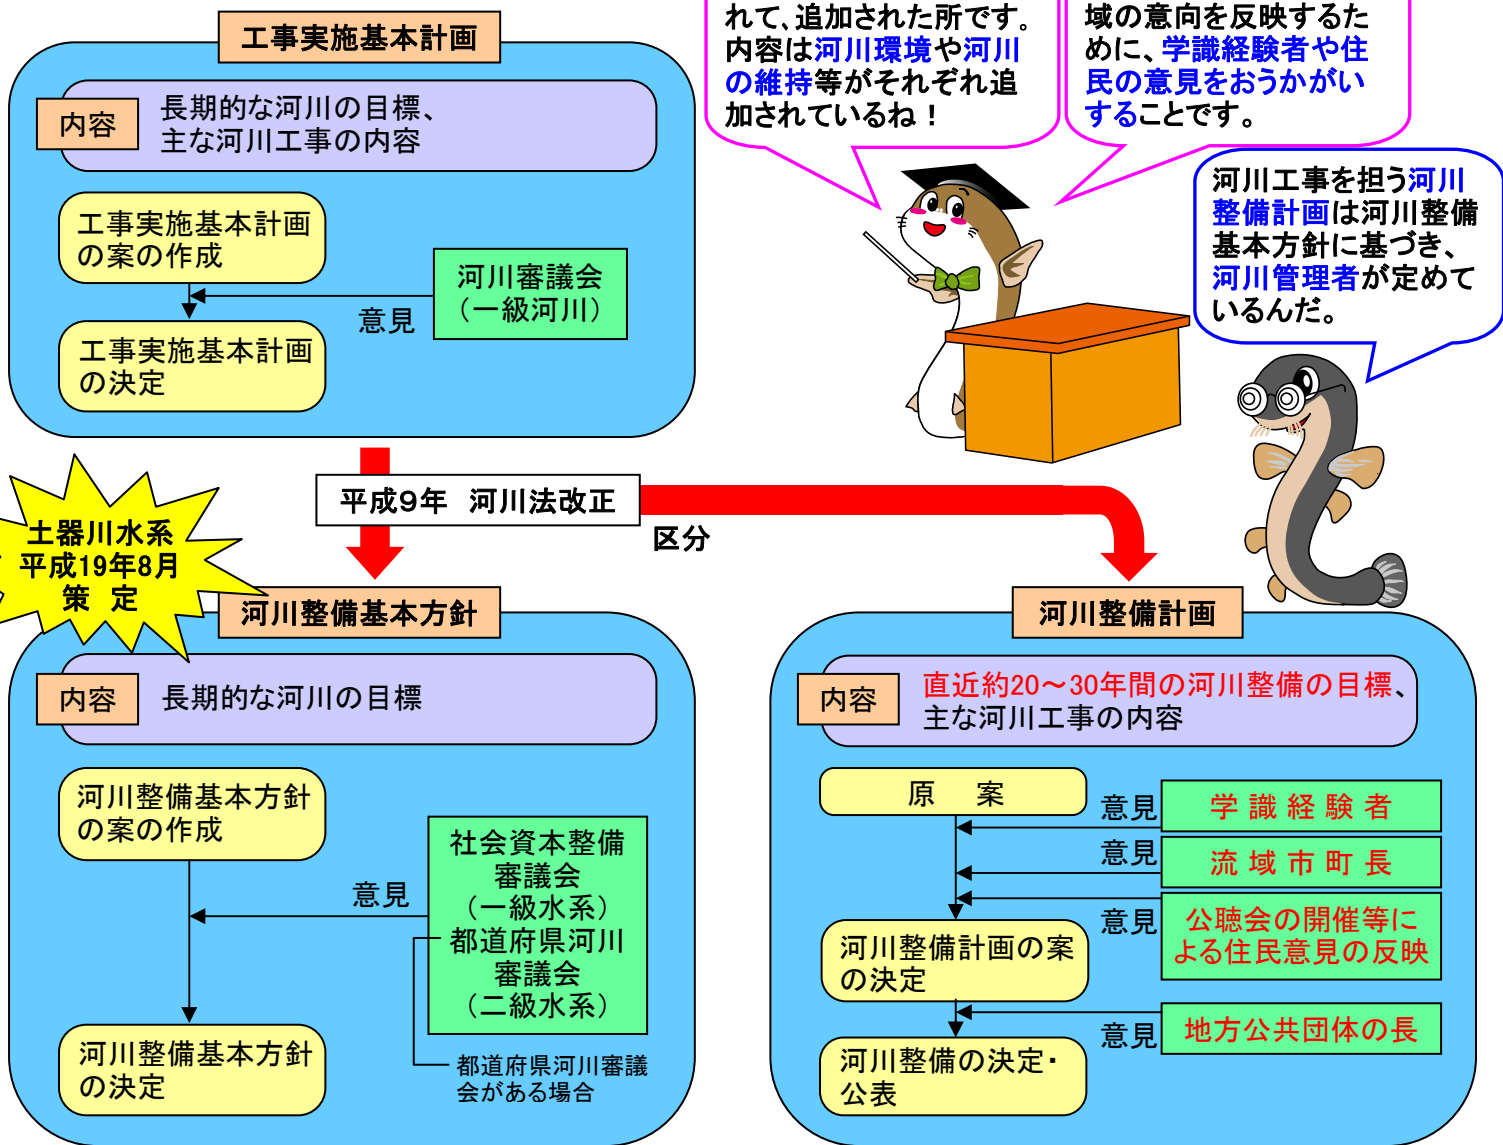 工事実施基本計画
内容
長期的な河川の目標、
主な河川工事の内容
工事実施基本計画
の案の作成
河川審議会
（一級河川）
意見
工事実施基本計画
の決定
れて、追加された所です。
内容は河川環境や河川
の維持等がそれぞれ追
加されているね！
域の意向を反映するた
めに、学識経験者や住
民の意見をおうかがい
することです。
河川工事を担う河川
整備計画は河川整備
基本方針に基づき、
河川管理者が定めて
いるんだ。
平成９年　河川法改正
区分
土器川水系
平成19年8月
策　定
河川整備基本方針
内容
長期的な河川の目標
河川整備基本方針
の案の作成
意見
社会資本整備
審議会
（一級水系）
都道府県河川
審議会
（二級水系）
河川整備基本方針
の決定
都道府県河川審議
会がある場合
河川整備計画
内容
直近約20～30年間の河川整備の目標、
主な河川工事の内容
原　案
意見
学識経験者
意見
流域市町長
意見
公聴会の開催等に
よる住民意見の反映
河川整備計画の案
の決定
意見
地方公共団体の長
河川整備の決定・
公表